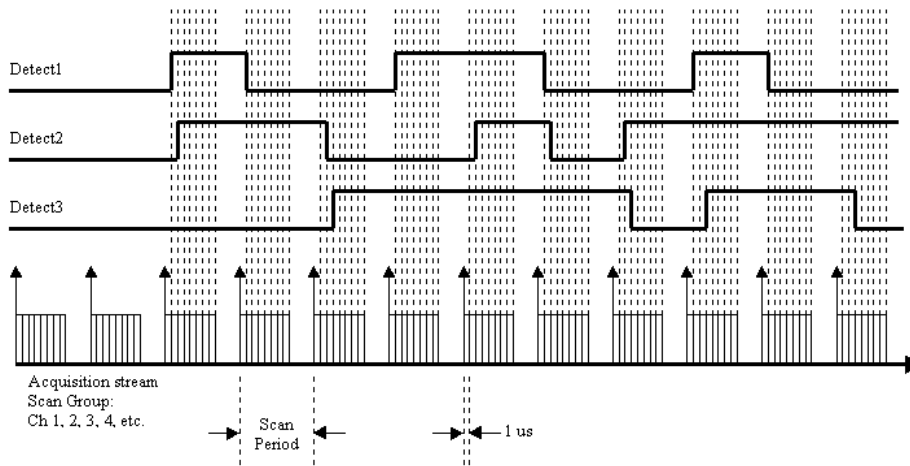 Detect1
Detect2
Detect3
Acquisition stream
Scan Group:
Ch 1, 2, 3, 4, etc.
Scan
Period
1 us